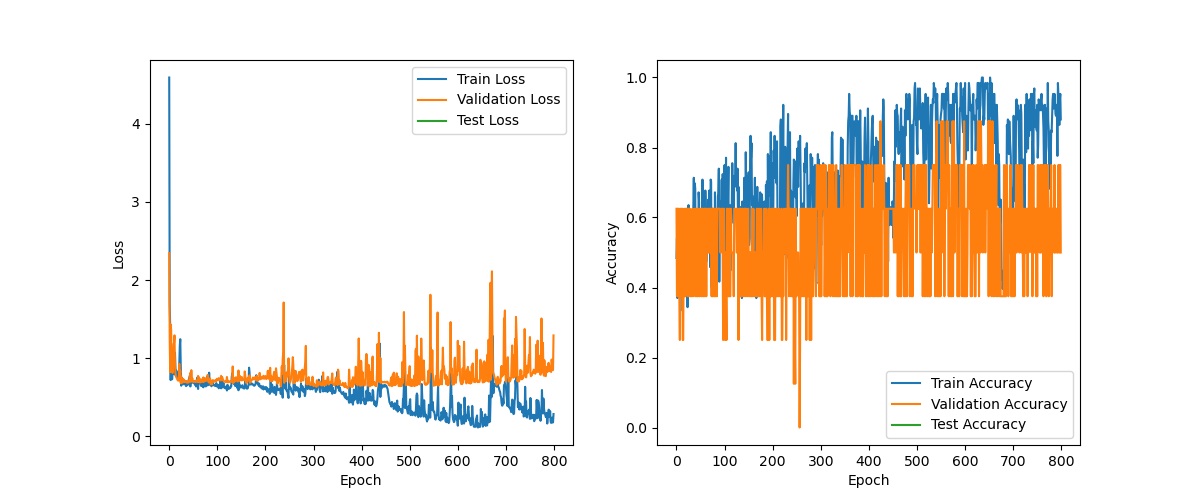 Train Loss
Validation Loss
Test Loss
4
3
2
1
0
Loss
0 100 200 300 400 500 600 700 800
Epoch
1.0
0.8
0.6
0.4
0.2
0.0
Accuracy
Train Accuracy
Validation Accuracy
Test Accuracy
0 100 200 300 400 500 600 700 800
Epoch